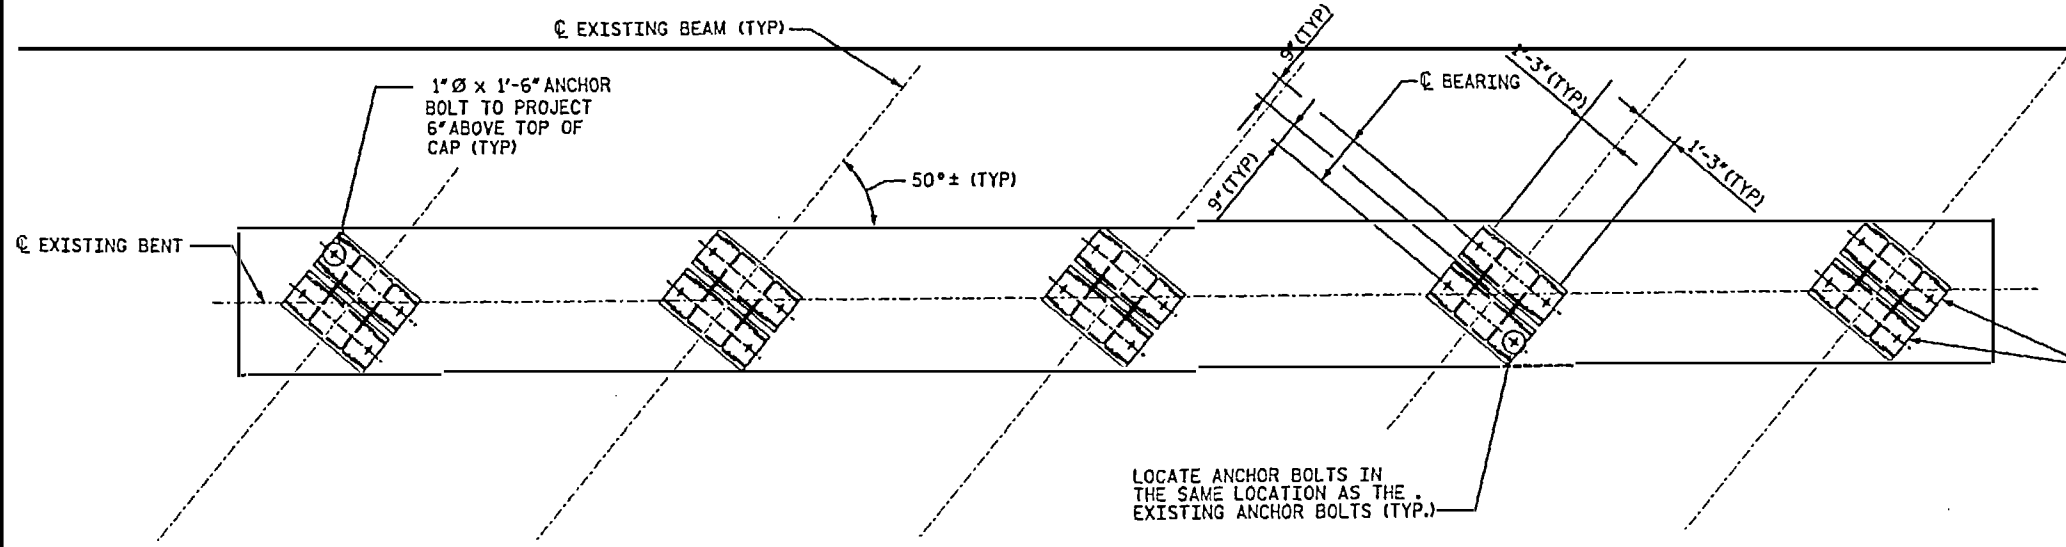 ℄ EXISTING BEAM (TYP)
1"Ø x 1'-6" ANCHOR
BOLT TO PROJECT
6" ABOVE TOP OF
CAP (TYP)
50°± (TYP)
9" (TYP)
9" (TYP)
℄ BEARING
1'-3" (TYP)
1'-3" (TYP)
℄ EXISTING BENT
LOCATE ANCHOR BOLTS IN
THE SAME LOCATION AS THE
EXISTING ANCHOR BOLTS (TYP.)